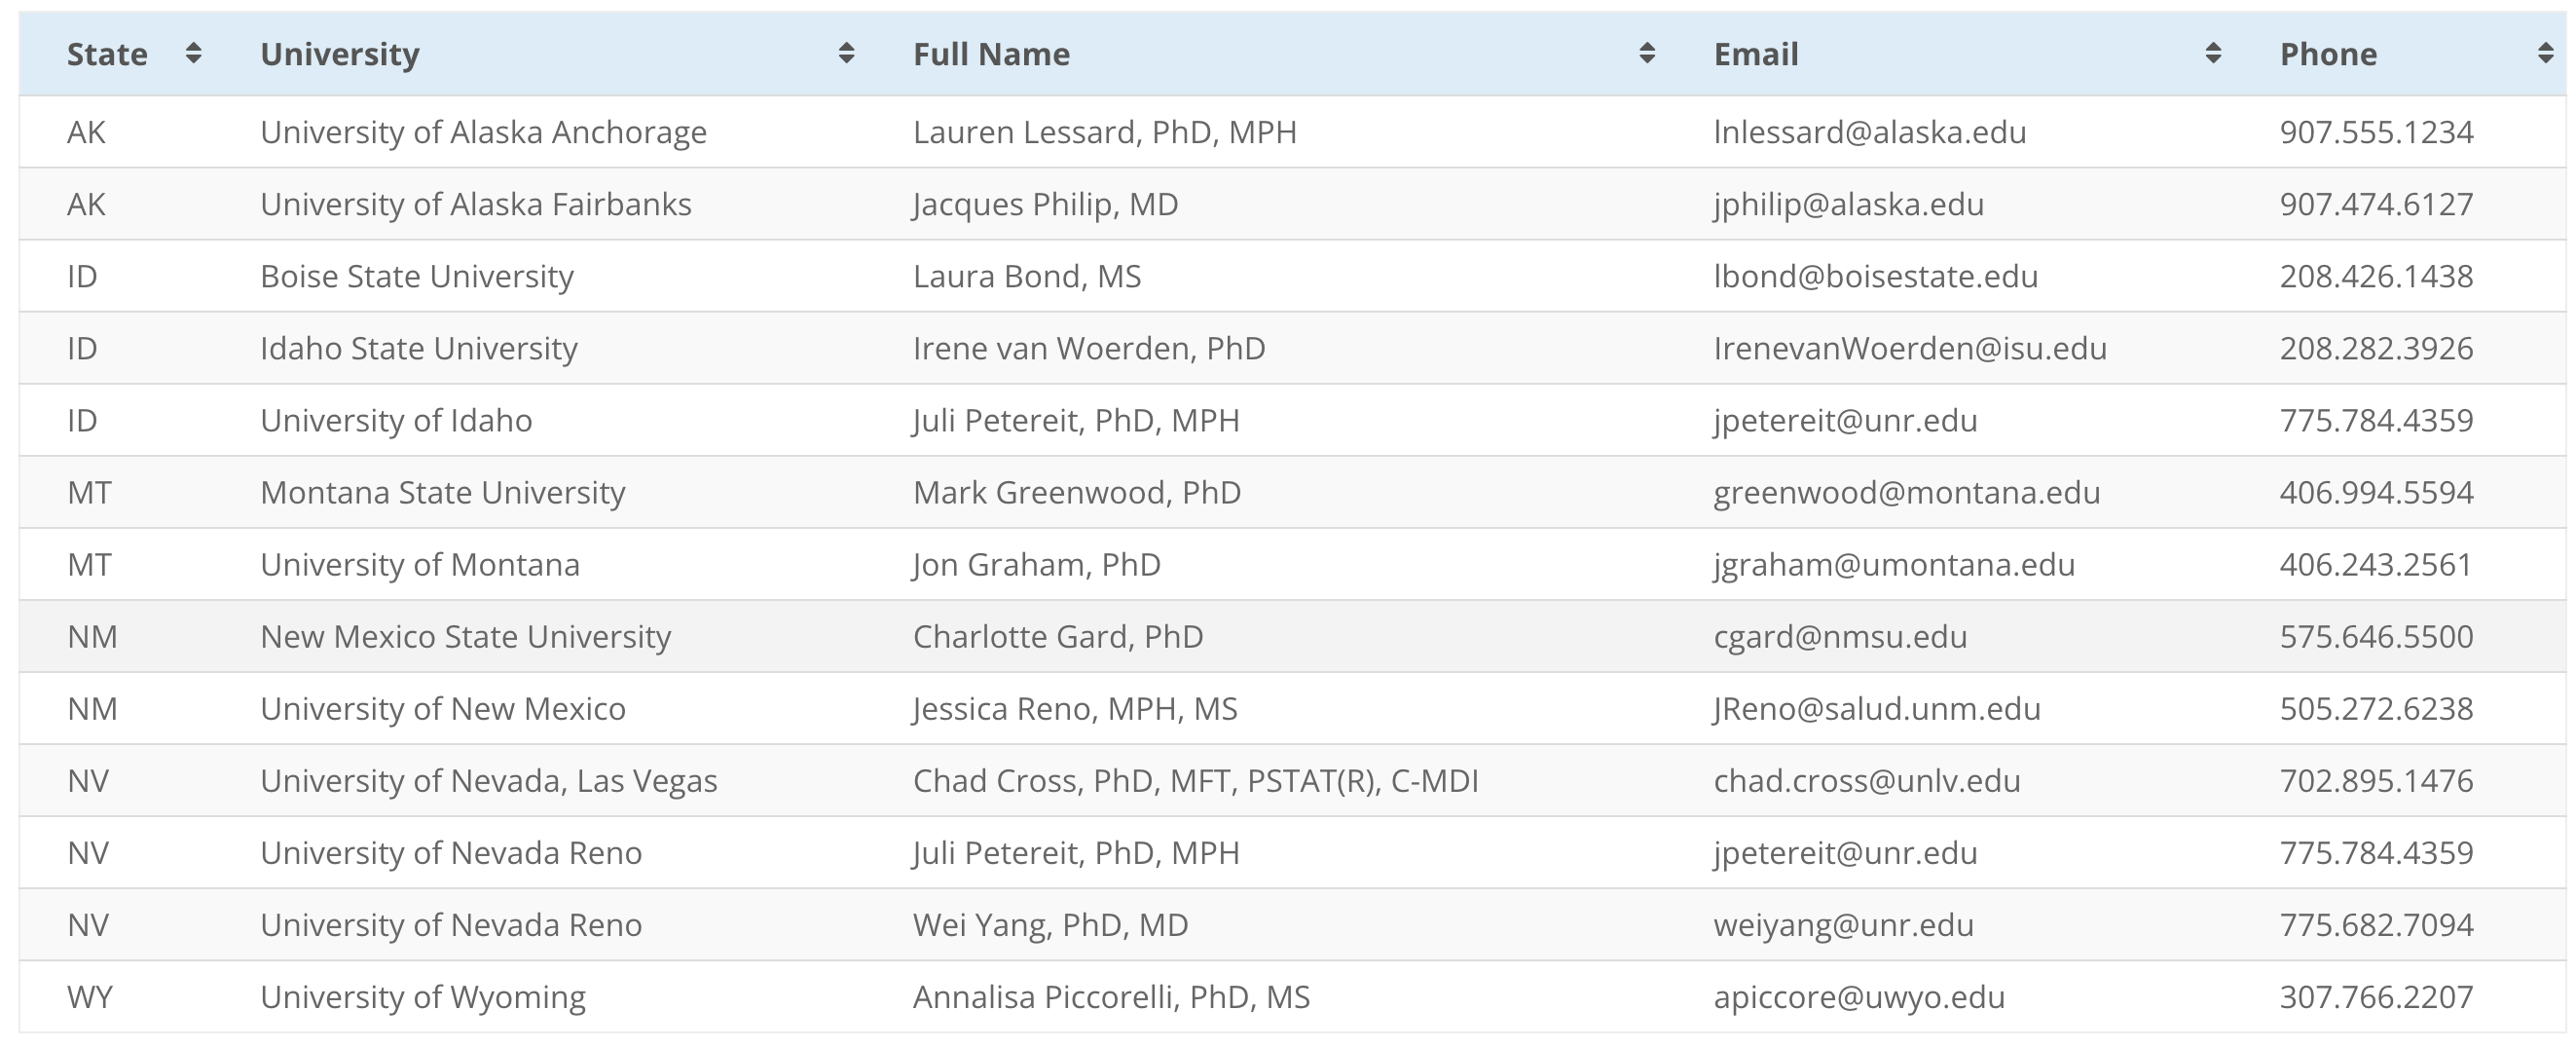 State University Full Name Email Phone
AK University of Alaska Anchorage Lauren Lessard, PhD, MPH lnlessard@alaska.edu 907.555.1234
AK University of Alaska Fairbanks Jacques Philip, MD jphilip@alaska.edu 907.474.6127
ID Boise State University Laura Bond, MS lbond@boisestate.edu 208.426.1438
ID Idaho State University Irene van Woerden, PhD IrenevanWoerden@isu.edu 208.282.3926
ID University of Idaho Juli Petereit, PhD, MPH jpetereit@unr.edu 775.784.4359
MT Montana State University Mark Greenwood, PhD greenwood@montana.edu 406.994.5594
MT University of Montana Jon Graham, PhD jgraham@umontana.edu 406.243.2561
NM New Mexico State University Charlotte Gard, PhD cgard@nmsu.edu 575.646.5500
NM University of New Mexico Jessica Reno, MPH, MS JReno@salud.unm.edu 505.272.6238
NV University of Nevada, Las Vegas Chad Cross, PhD, MFT, PSTAT(R), C-MDI chad.cross@unlv.edu 702.895.1476
NV University of Nevada Reno Juli Petereit, PhD, MPH jpetereit@unr.edu 775.784.4359
NV University of Nevada Reno Wei Yang, PhD, MD weiyang@unr.edu 775.682.7094
WY University of Wyoming Annalisa Piccorelli, PhD, MS apiccore@uwyo.edu 307.766.2207